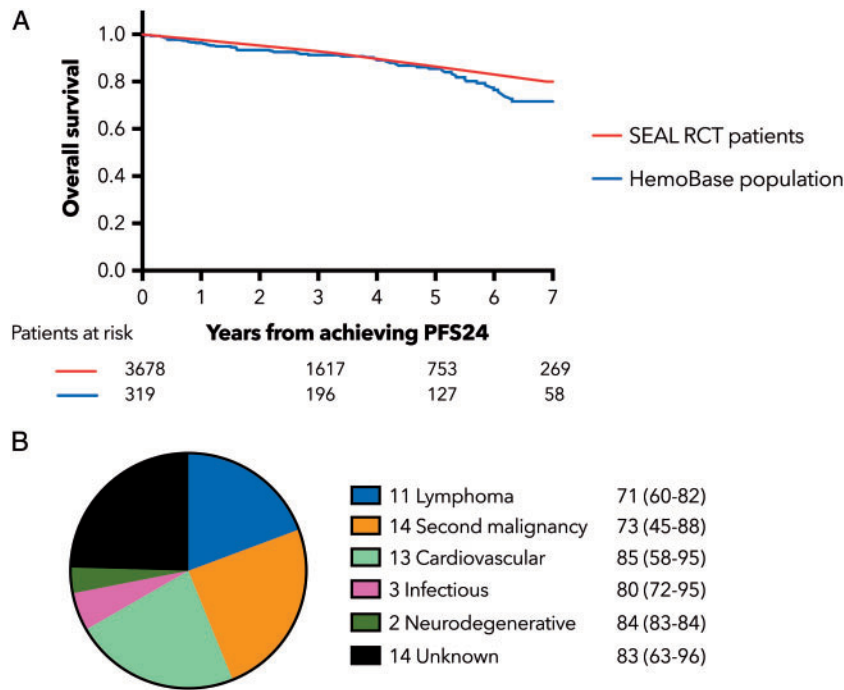 A
Overall survival
1.0
0.8
0.6
0.4
0.2
0.0
0 1 2 3 4 5 6 7
SEAL RCT patients
HemoBase population
Patients at risk Years from achieving PFS24
3678 1617 753 269
319 196 127 58
B
11 Lymphoma 71 (60-82)
14 Second malignancy 73 (45-88)
13 Cardiovascular 85 (58-95)
3 Infectious 80 (72-95)
2 Neurodegenerative 84 (83-84)
14 Unknown 83 (63-96)